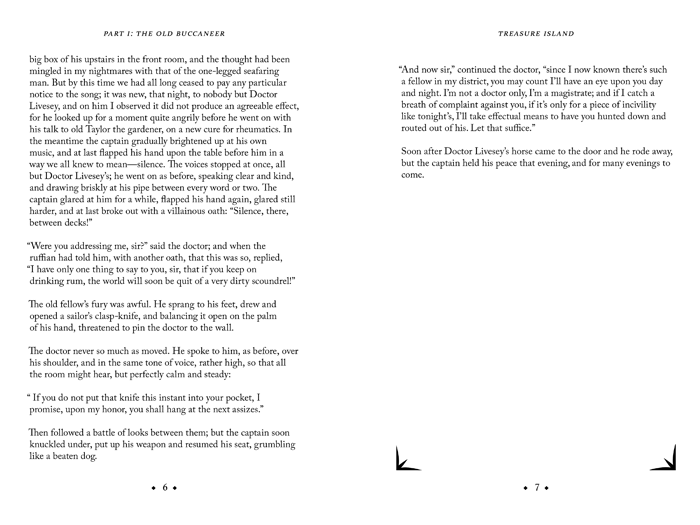 PART I: THE OLD BUCCANEER
big box of his upstairs in the front room, and the thought had been
mingled in my nightmares with that of the one-legged seafaring
man. But by this time we had all long ceased to pay any particular
notice to the song; it was new, that night, to nobody but Doctor
Livesey, and on him I observed it did not produce an agreeable effect,
for he looked up for a moment quite angrily before he went on with
his talk to old Taylor the gardener, on a new cure for rheumatics. In
the meantime the captain gradually brightened up at his own
music, and at last flapped his hand upon the table before him in a
way we all knew to mean—silence. The voices stopped at once, all
but Doctor Livesey's; he went on as before, speaking clear and kind,
and drawing briskly at his pipe between every word or two. The
captain glared at him for a while, flapped his hand again, glared still
harder, and at last broke out with a villainous oath: “Silence, there,
between decks!”
“Were you addressing me, sir?” said the doctor; and when the
ruffian had told him, with another oath, that this was so, replied,
“I have only one thing to say to you, sir, that if you keep on
drinking rum, the world will soon be quit of a very dirty scoundrel!”
The old fellow's fury was awful. He sprang to his feet, drew and
opened a sailor's clasp-knife, and balancing it open on the palm
of his hand, threatened to pin the doctor to the wall.
The doctor never so much as moved. He spoke to him, as before, over
his shoulder, and in the same tone of voice, rather high, so that all
the room might hear, but perfectly calm and steady:
“ If you do not put that knife this instant into your pocket, I
promise, upon my honor, you shall hang at the next assizes.”
Then followed a battle of looks between them; but the captain soon
knuckled under, put up his weapon and resumed his seat, grumbling
like a beaten dog.
6
TREASURE ISLAND
“And now sir,” continued the doctor, “since I now known there's such
a fellow in my district, you may count I'll have an eye upon you day
and night. I'm not a doctor only, I'm a magistrate; and if I catch a
breath of complaint against you, if it's only for a piece of incivility
like tonight's, I'll take effectual means to have you hunted down and
routed out of his. Let that suffice.”
Soon after Doctor Livesey's horse came to the door and he rode away,
but the captain held his peace that evening, and for many evenings to
come.
7